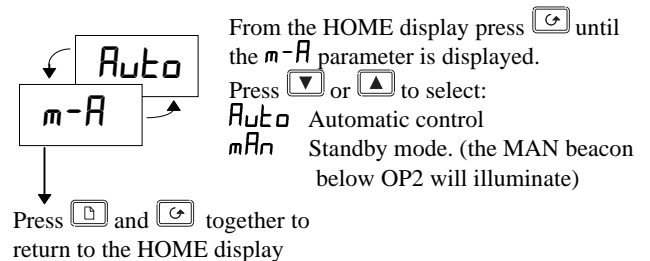 Auto
m-A
From the HOME display press until
the m-A parameter is displayed.
Press or to select:
Auto Automatic control
mAn Standby mode. (the MAN beacon
below OP2 will illuminate)
Press and together to
return to the HOME display